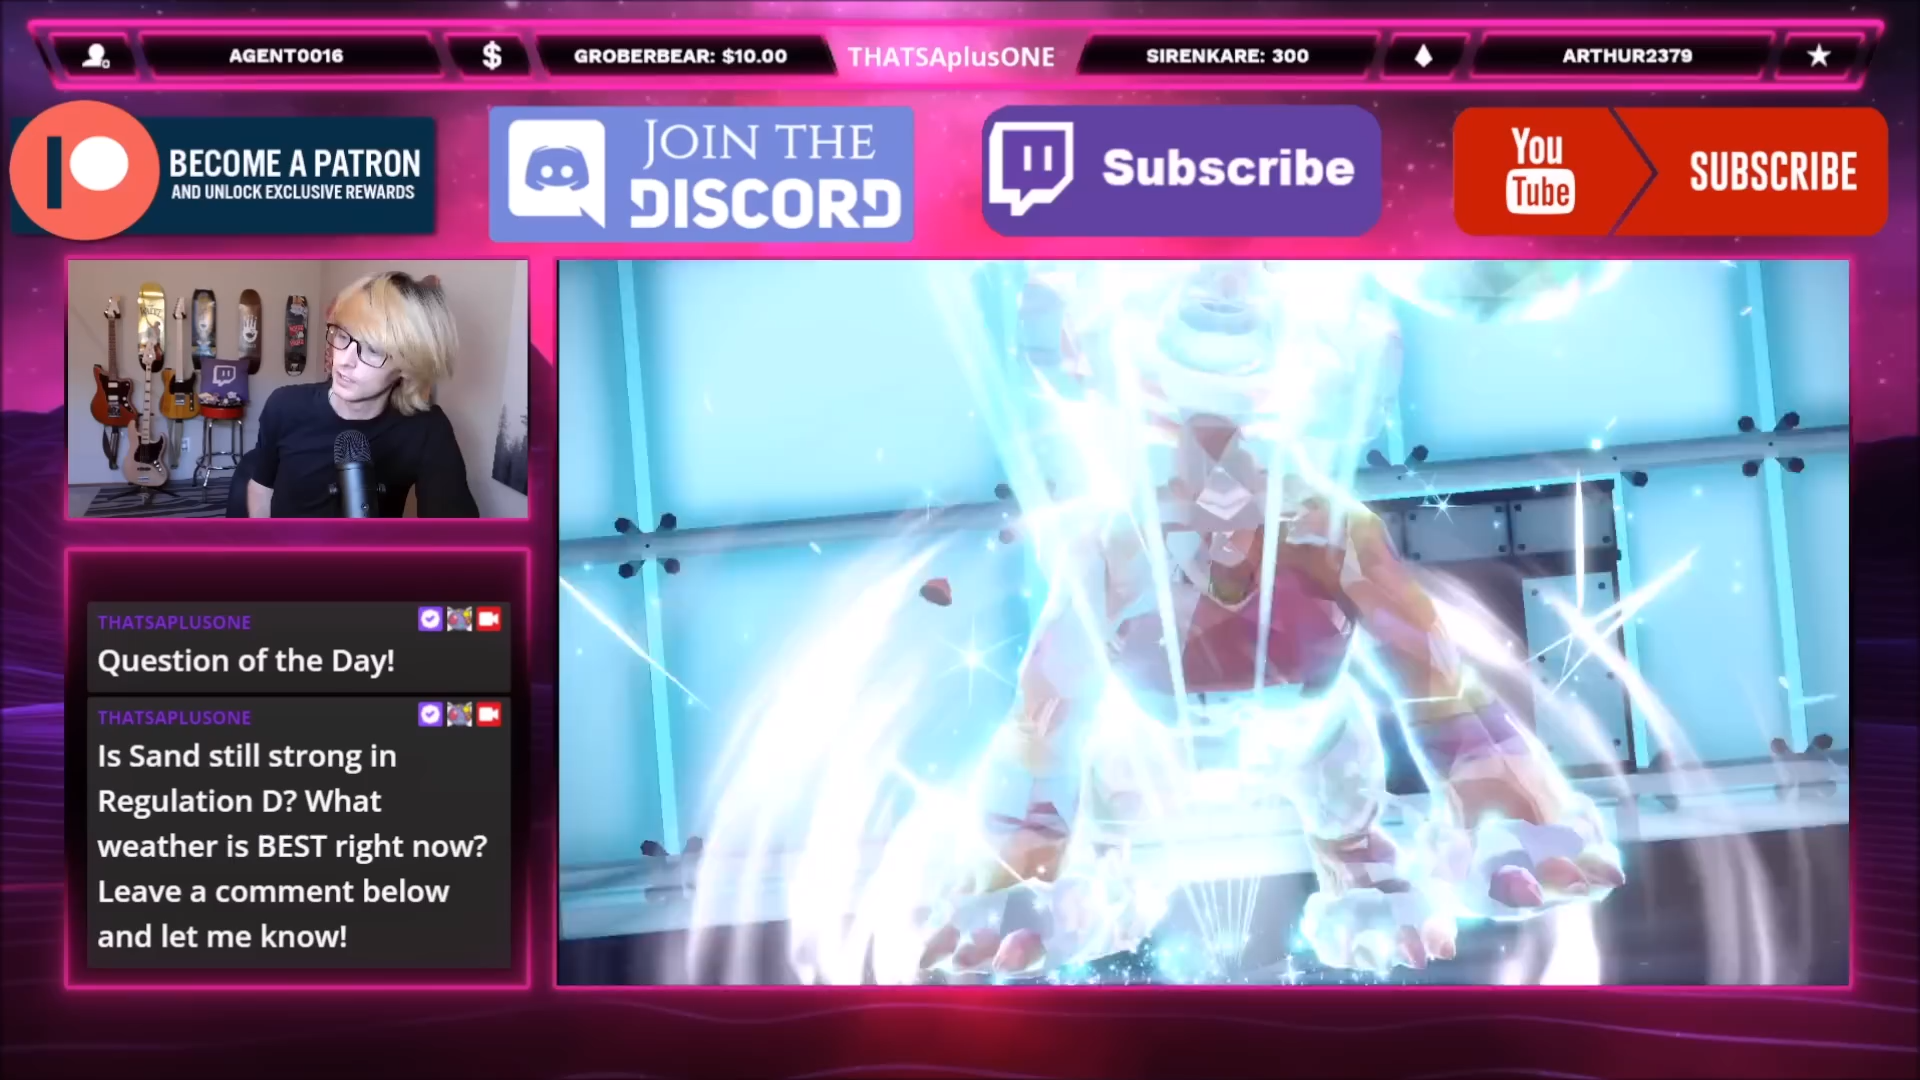 AGENT0016
$
GROBERBEAR: $10.00
THATSAplusONE
SIRENKARE: 300
ARTHUR2379
BECOME A PATRON
AND UNLOCK EXCLUSIVE REWARDS
JOIN THE
DISCORD
Subscribe
You
Tube
SUBSCRIBE
THATSAPLUSONE
Question of the Day!
THATSAPLUSONE
Is Sand still strong in
Regulation D? What
weather is BEST right now?
Leave a comment below
and let me know!